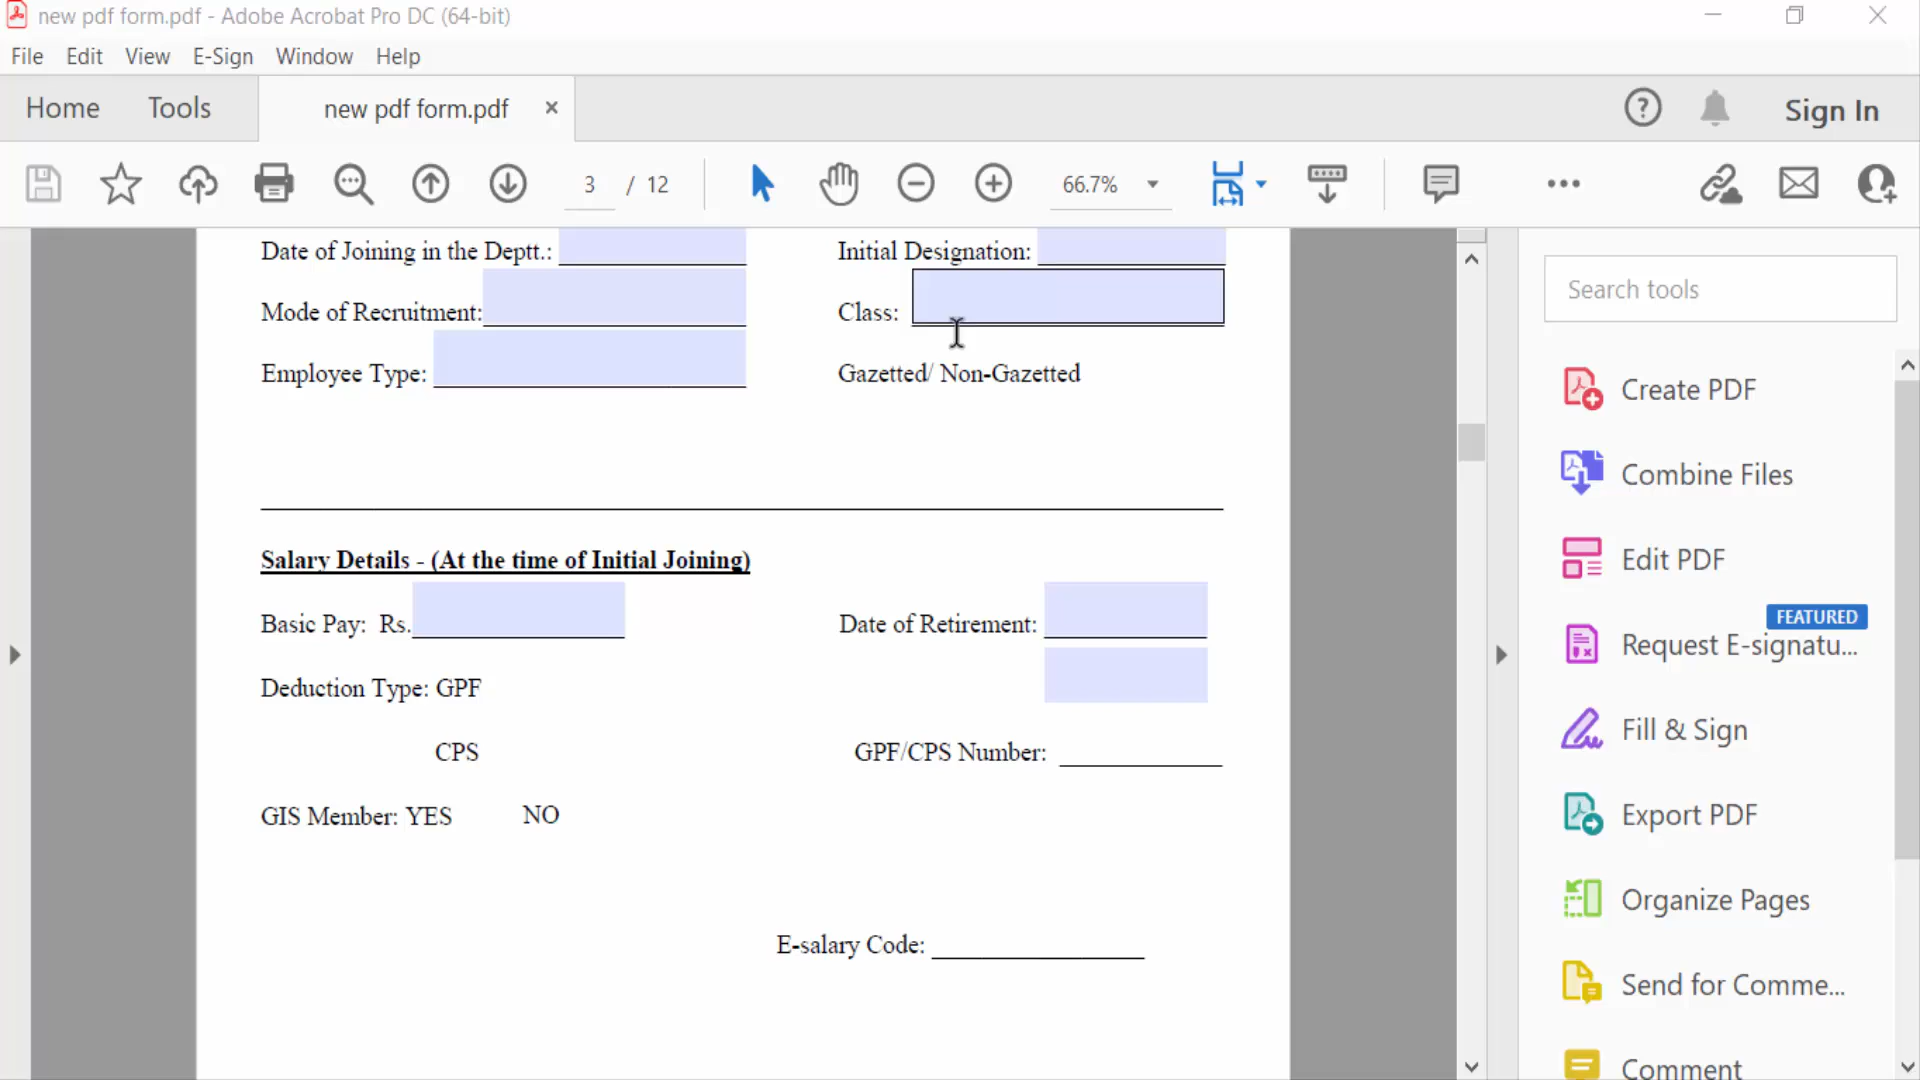 new pdf form.pdf - Adobe Acrobat Pro DC (64-bit)
File Edit View E-Sign Window Help
Home Tools new pdf form.pdf × Sign In
3 / 12 66.7%
Date of Joining in the Deptt.: Initial Designation:
Mode of Recruitment: Class:
Employee Type: Gazetted/ Non-Gazetted
Salary Details - (At the time of Initial Joining)
Basic Pay: Rs. Date of Retirement:
Deduction Type: GPF
CPS GPF/CPS Number:
GIS Member: YES NO
E-salary Code:
Search tools
Create PDF
Combine Files
Edit PDF
FEATURED
Request E-signatu...
Fill & Sign
Export PDF
Organize Pages
Send for Comme...
Comment